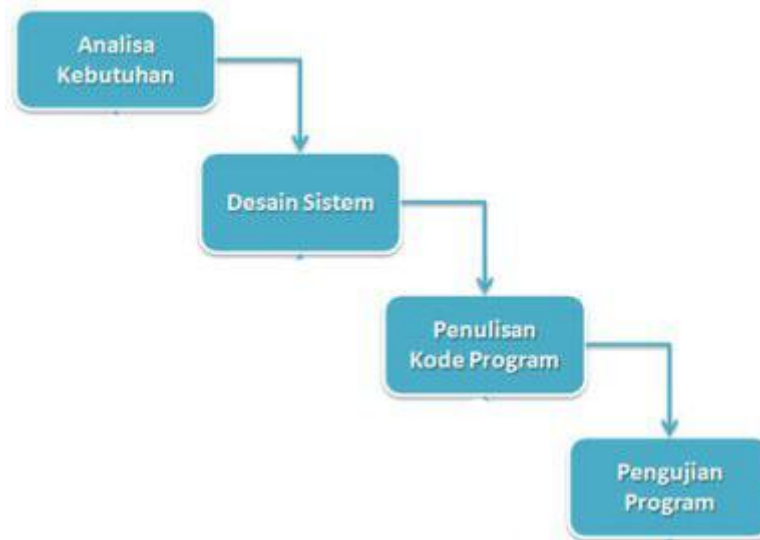 Analisa
Kebutuhan
Desain Sistem
Penulisan
Kode Program
Pengujian
Program